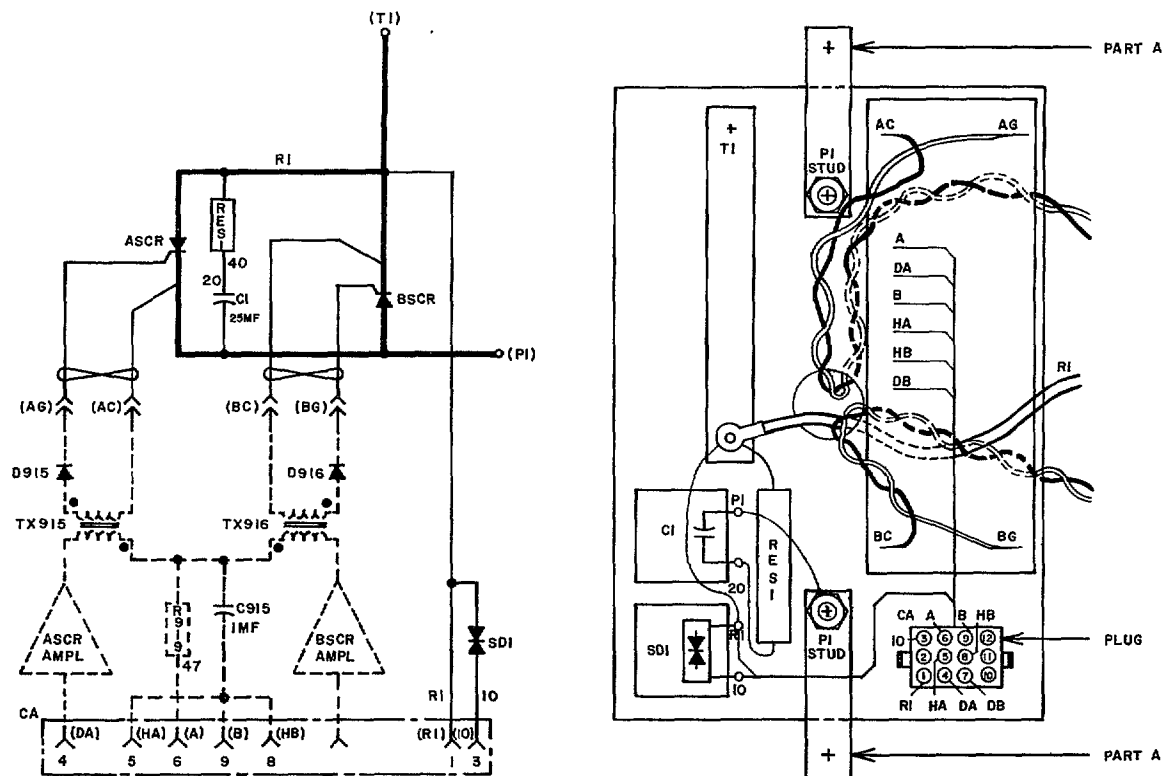 (T1)
R1
RES1
40
20
C1
25MF
ASCR
BSCR
(P1)
(AG) (AC) (BC) (BG)
D915 D916
TX915 TX916
C915
1MF
R919
47
ASCR
AMPL
BSCR
AMPL
SD1
R1 10
CA
(DA) (HA) (A) (B) (HB) (R1) (10)
4 5 6 9 8 1 3
PART A
+
+
T1
AC AG
P1
STUD
A
DA
B
HA
HB
DB
R1
BC BG
P1
C1
20
RES1
SD1
R1
10
P1
STUD
CA A B HB
10
3 6 9 12
2 5 8 11
1 4 7 10
R1 HA DA DB
PLUG
+
PART A